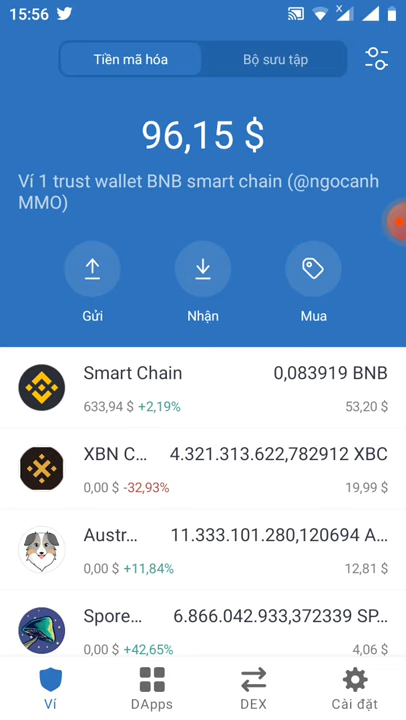 15:56
Tiền mã hóa
Bộ sưu tập
96,15 $
Ví 1 trust wallet BNB smart chain (@ngocanh
MMO)
Gửi
Nhận
Mua
Smart Chain 0,083919 BNB
633,94 $ +2,19% 53,20 $
XBN C... 4.321.313.622,782912 XBC
0,00 $ -32,93% 19,99 $
Austr... 11.333.101.280,120694 A...
0,00 $ +11,84% 12,81 $
Spore... 6.866.042.933,372339 SP...
0,00 $ +42,65% 4,06 $
Ví
DApps
DEX
Cài đặt